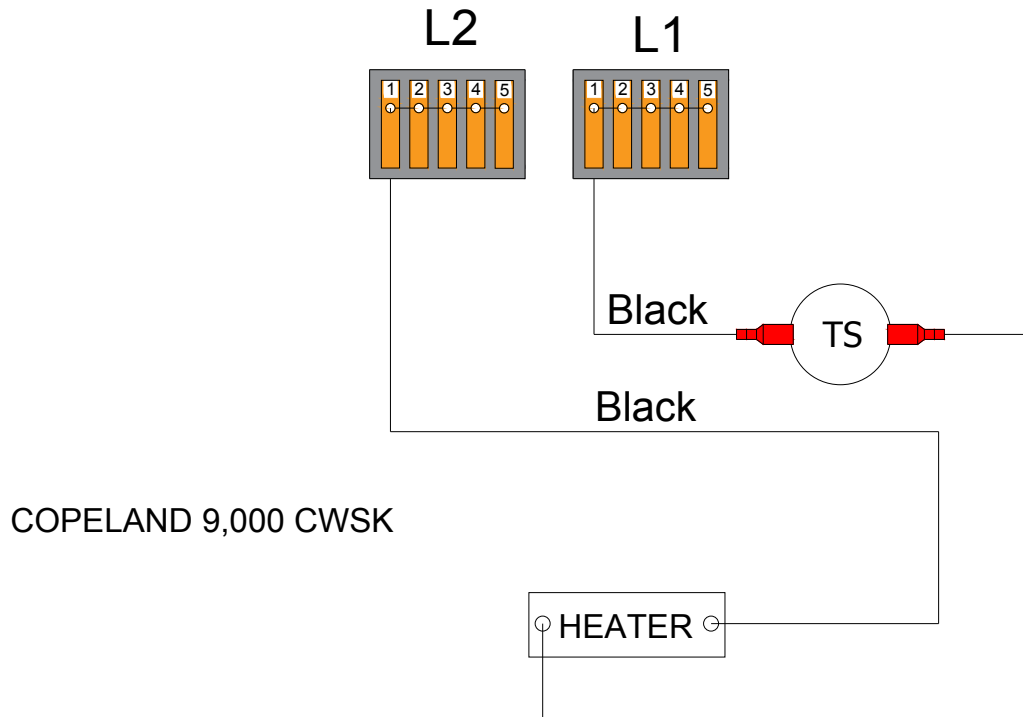 L2 L1
1 2 3 4 5 1 2 3 4 5
Black
TS
Black
COPELAND 9,000 CWSK
HEATER